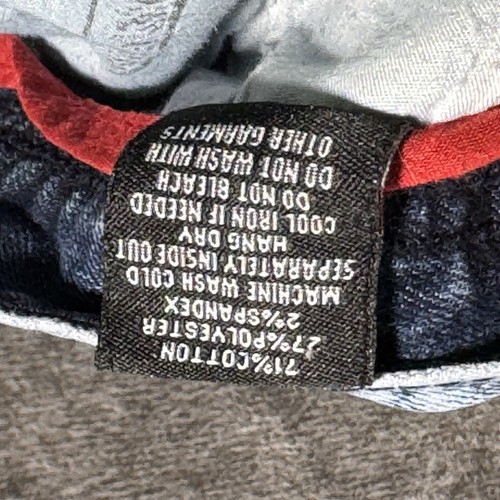 71%COTTON
27%POLYESTER
2%SPANDEX
MACHINE WASH COLD
SEPARATELY INSIDE OUT
HANG DRY
COOL IRON IF NEEDED
DO NOT BLEACH
DO NOT WASH WITH
OTHER GARMENTS